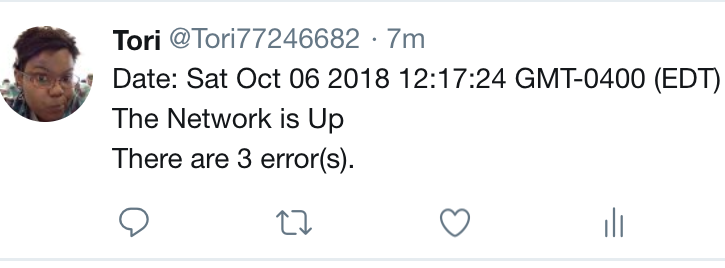 Tori @Tori77246682 · 7m
Date: Sat Oct 06 2018 12:17:24 GMT-0400 (EDT)
The Network is Up
There are 3 error(s).